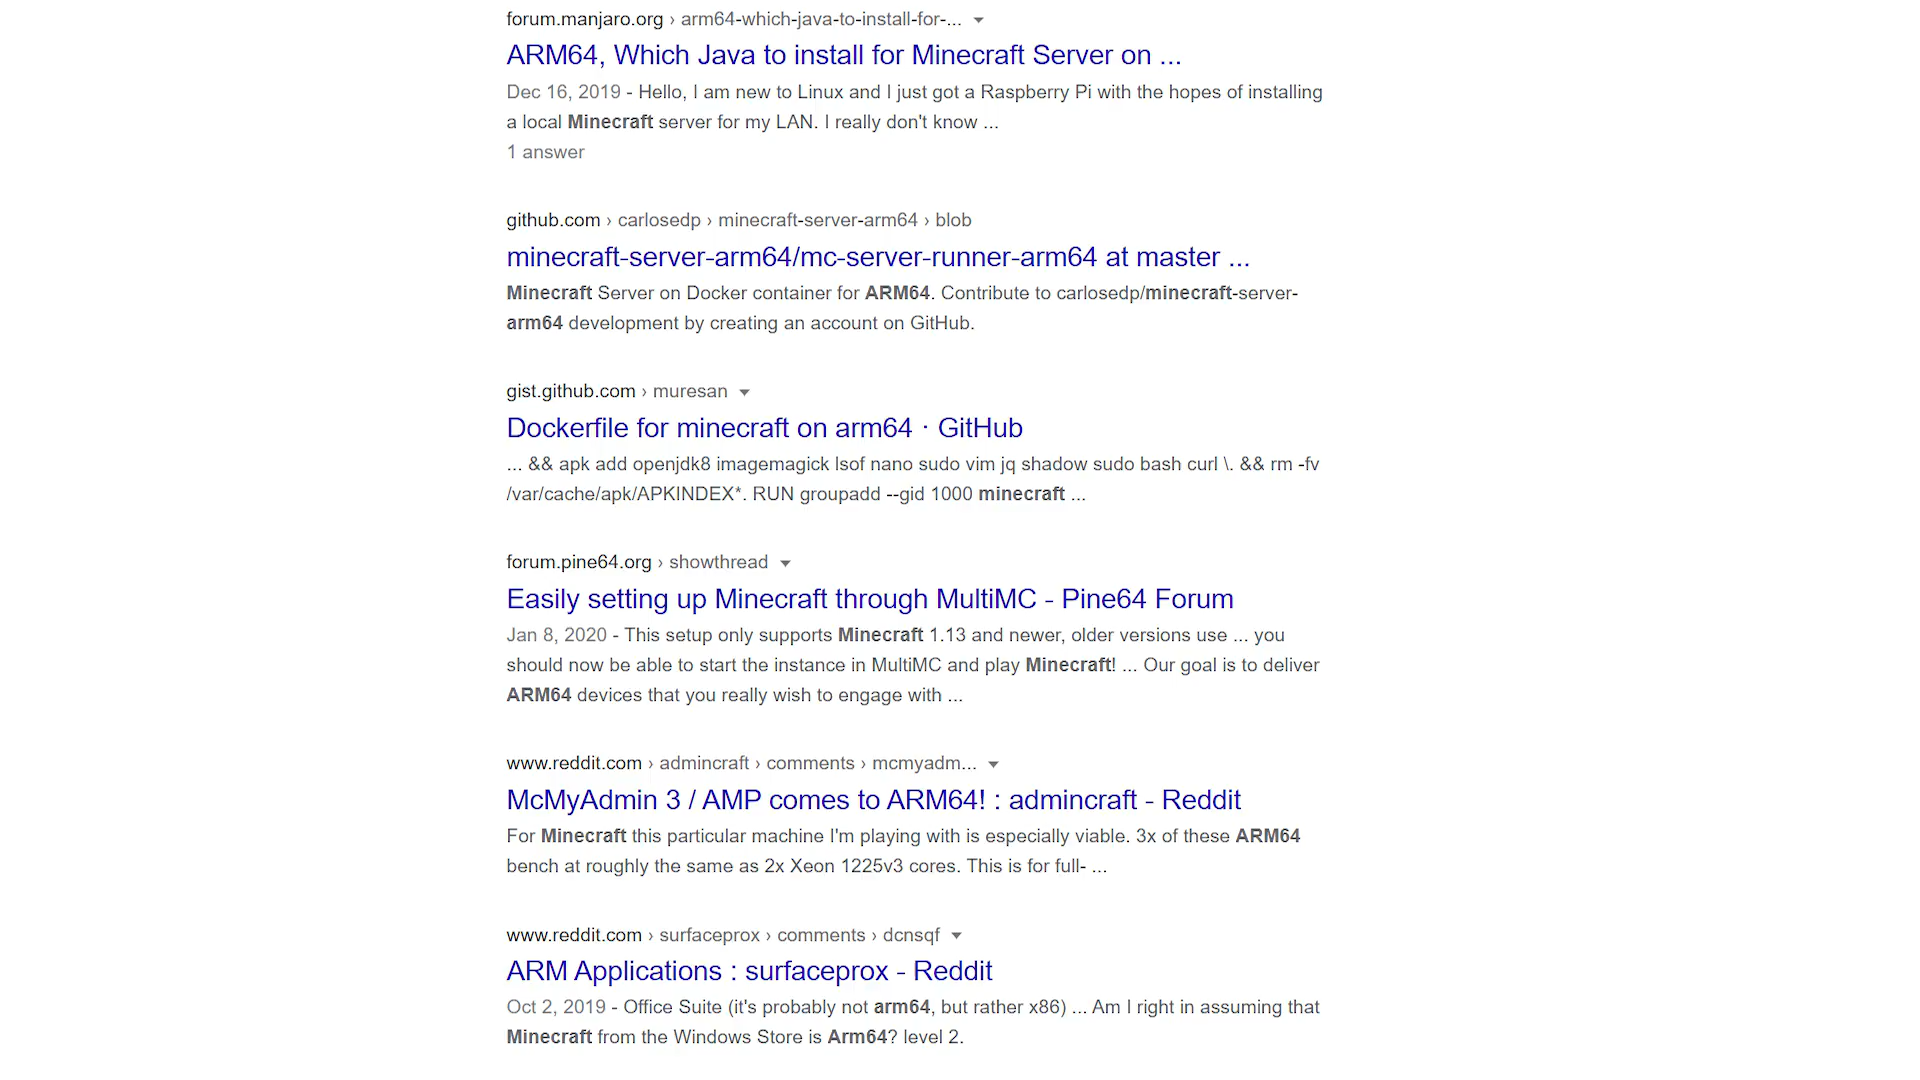 forum.manjaro.org › arm64-which-java-to-install-for-...
ARM64, Which Java to install for Minecraft Server on ...
Dec 16, 2019 - Hello, I am new to Linux and I just got a Raspberry Pi with the hopes of installing
a local Minecraft server for my LAN. I really don't know ...
1 answer
github.com › carlosedp › minecraft-server-arm64 › blob
minecraft-server-arm64/mc-server-runner-arm64 at master ...
Minecraft Server on Docker container for ARM64. Contribute to carlosedp/minecraft-server-
arm64 development by creating an account on GitHub.
gist.github.com › muresan
Dockerfile for minecraft on arm64 · GitHub
... && apk add openjdk8 imagemagick lsof nano sudo vim jq shadow sudo bash curl \. && rm -fv
/var/cache/apk/APKINDEX*. RUN groupadd --gid 1000 minecraft ...
forum.pine64.org › showthread
Easily setting up Minecraft through MultiMC - Pine64 Forum
Jan 8, 2020 - This setup only supports Minecraft 1.13 and newer, older versions use ... you
should now be able to start the instance in MultiMC and play Minecraft! ... Our goal is to deliver
ARM64 devices that you really wish to engage with ...
www.reddit.com › admincraft › comments › mcmyadm...
McMyAdmin 3 / AMP comes to ARM64! : admincraft - Reddit
For Minecraft this particular machine I'm playing with is especially viable. 3x of these ARM64
bench at roughly the same as 2x Xeon 1225v3 cores. This is for full- ...
www.reddit.com › surfaceprox › comments › dcnsqf
ARM Applications : surfaceprox - Reddit
Oct 2, 2019 - Office Suite (it's probably not arm64, but rather x86) ... Am I right in assuming that
Minecraft from the Windows Store is Arm64? level 2.